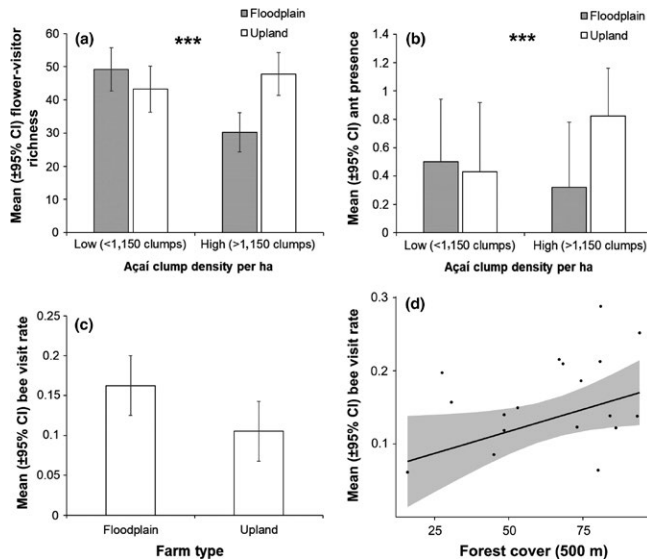 Floodplain
Upland
(a)
***
Mean (±95% CI) flower-visitor
richness
60
50
40
30
20
10
0
Low (<1,150 clumps)
High (>1,150 clumps)
Açaí clump density per ha
Floodplain
Upland
(b)
***
Mean (±95% CI) ant presence
1.4
1.2
1
0.8
0.6
0.4
0.2
0
Low (<1,150 clumps)
High (>1,150 clumps)
Açaí clump density per ha
(c)
Mean (±95% CI) bee visit rate
0.25
0.2
0.15
0.1
0.05
0
Floodplain
Upland
Farm type
(d)
Mean (±95% CI) bee visit rate
0.3
0.2
0.1
25
50
75
Forest cover (500 m)